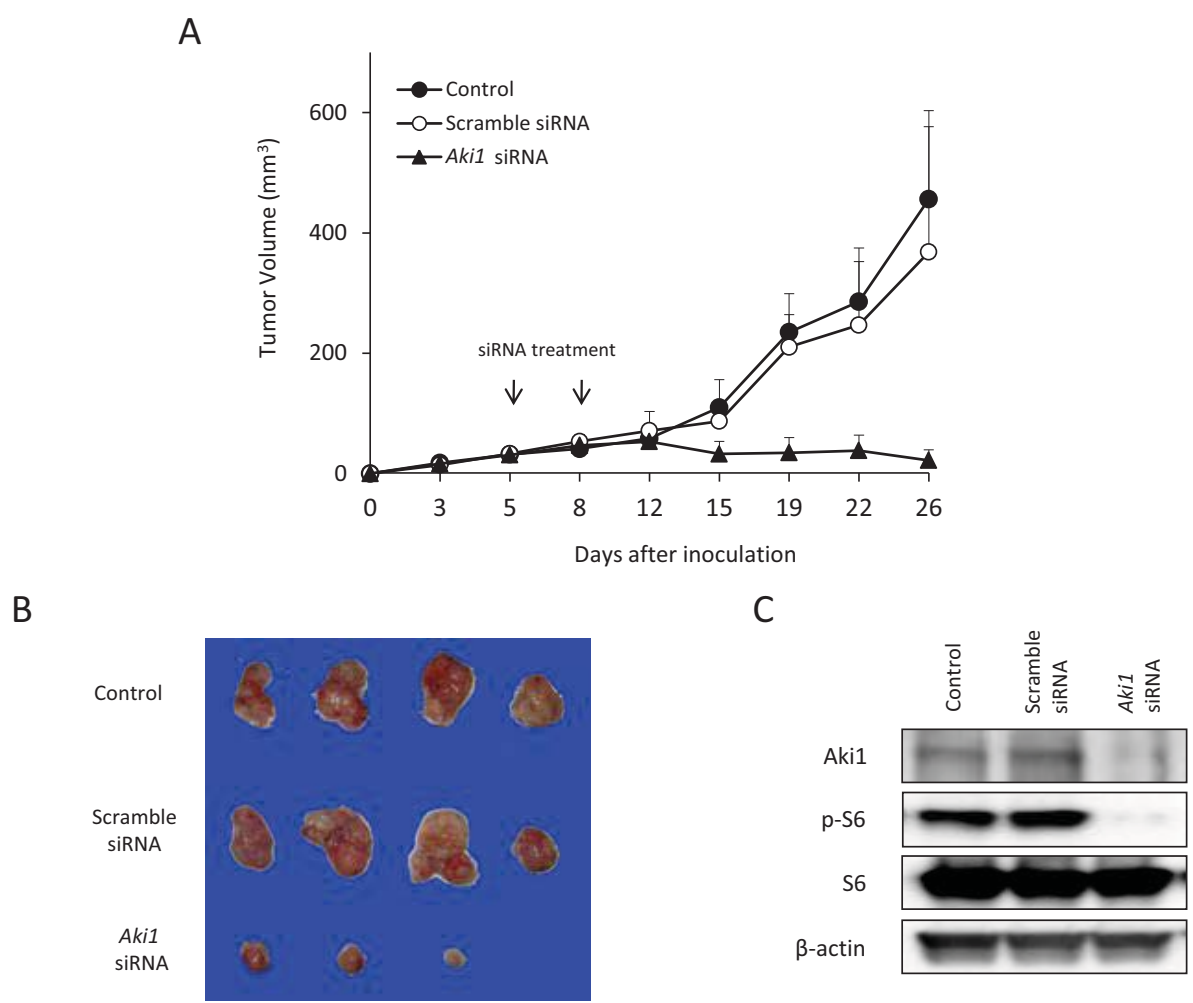 A
Tumor Volume (mm³)
600
400
200
0
Control
Scramble siRNA
Aki1 siRNA
siRNA treatment
0 3 5 8 12 15 19 22 26
Days after inoculation
B
Control
Scramble
siRNA
Aki1
siRNA
C
Control
Scramble
siRNA
Aki1
siRNA
Aki1
p-S6
S6
β-actin